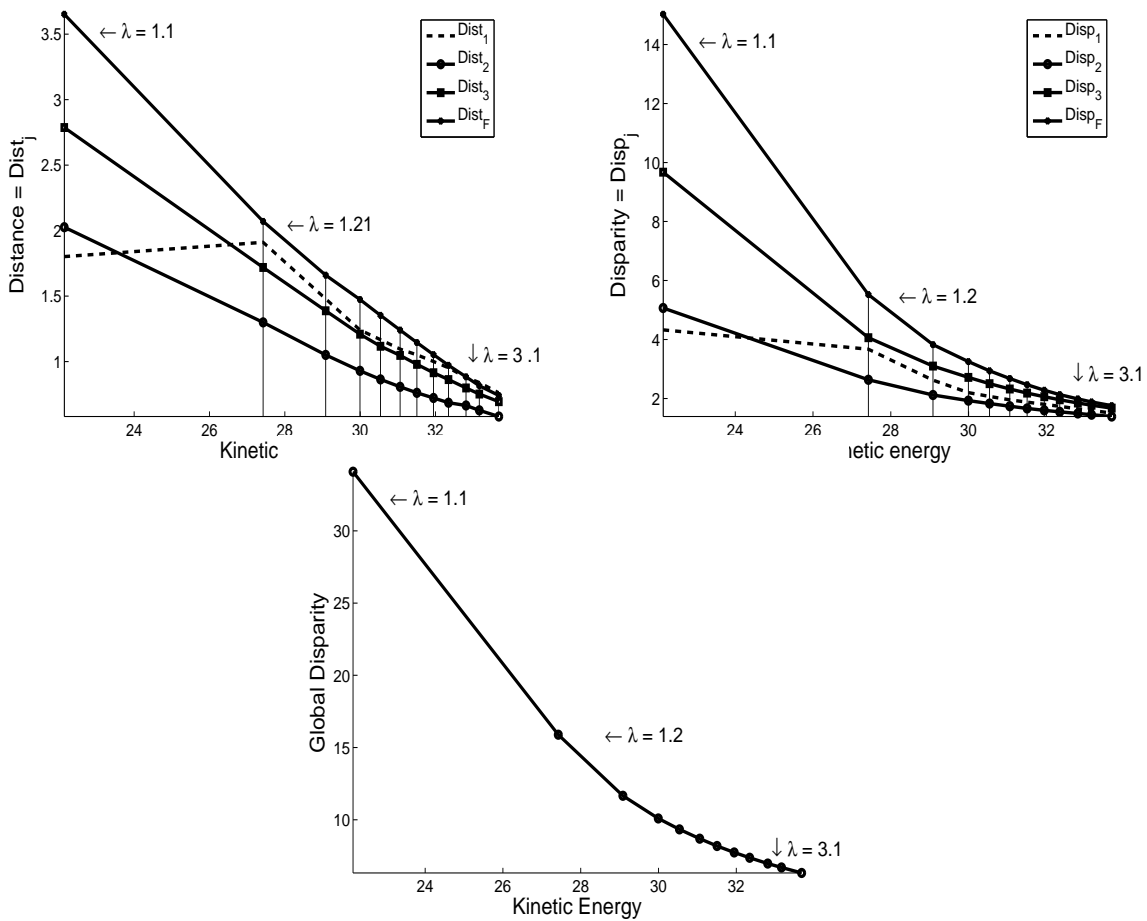 3.5
3
2.5
2
1.5
1
24
26
28
30
32
Distance = Dist_j
Kinetic
← λ = 1.1
← λ = 1.21
↓ λ = 3 .1
Dist_1
Dist_2
Dist_3
Dist_F
14
12
10
8
6
4
2
24
26
28
30
32
Disparity = Disp_j
netic energy
← λ = 1.1
← λ = 1.2
↓ λ = 3.1
Disp_1
Disp_2
Disp_3
Disp_F
30
25
20
15
10
24
26
28
30
32
Global Disparity
Kinetic Energy
← λ = 1.1
← λ = 1.2
↓ λ = 3.1